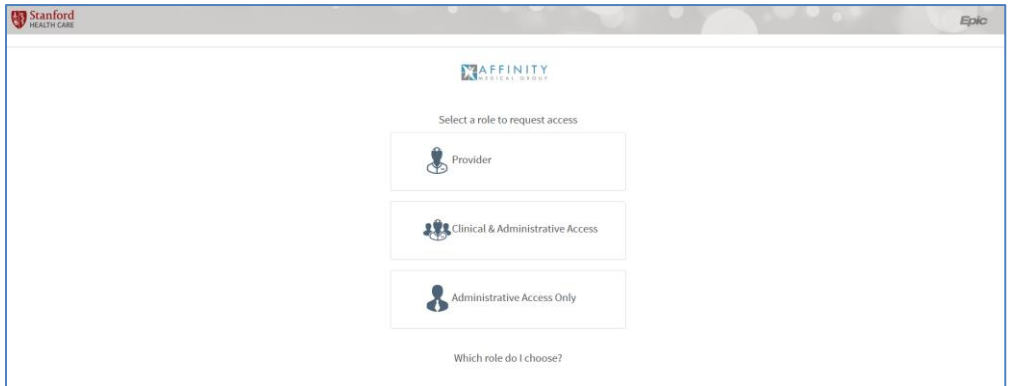 Stanford
HEALTH CARE
Epic
AFFINITY
MEDICAL GROUP
Select a role to request access
Provider
Clinical & Administrative Access
Administrative Access Only
Which role do I choose?